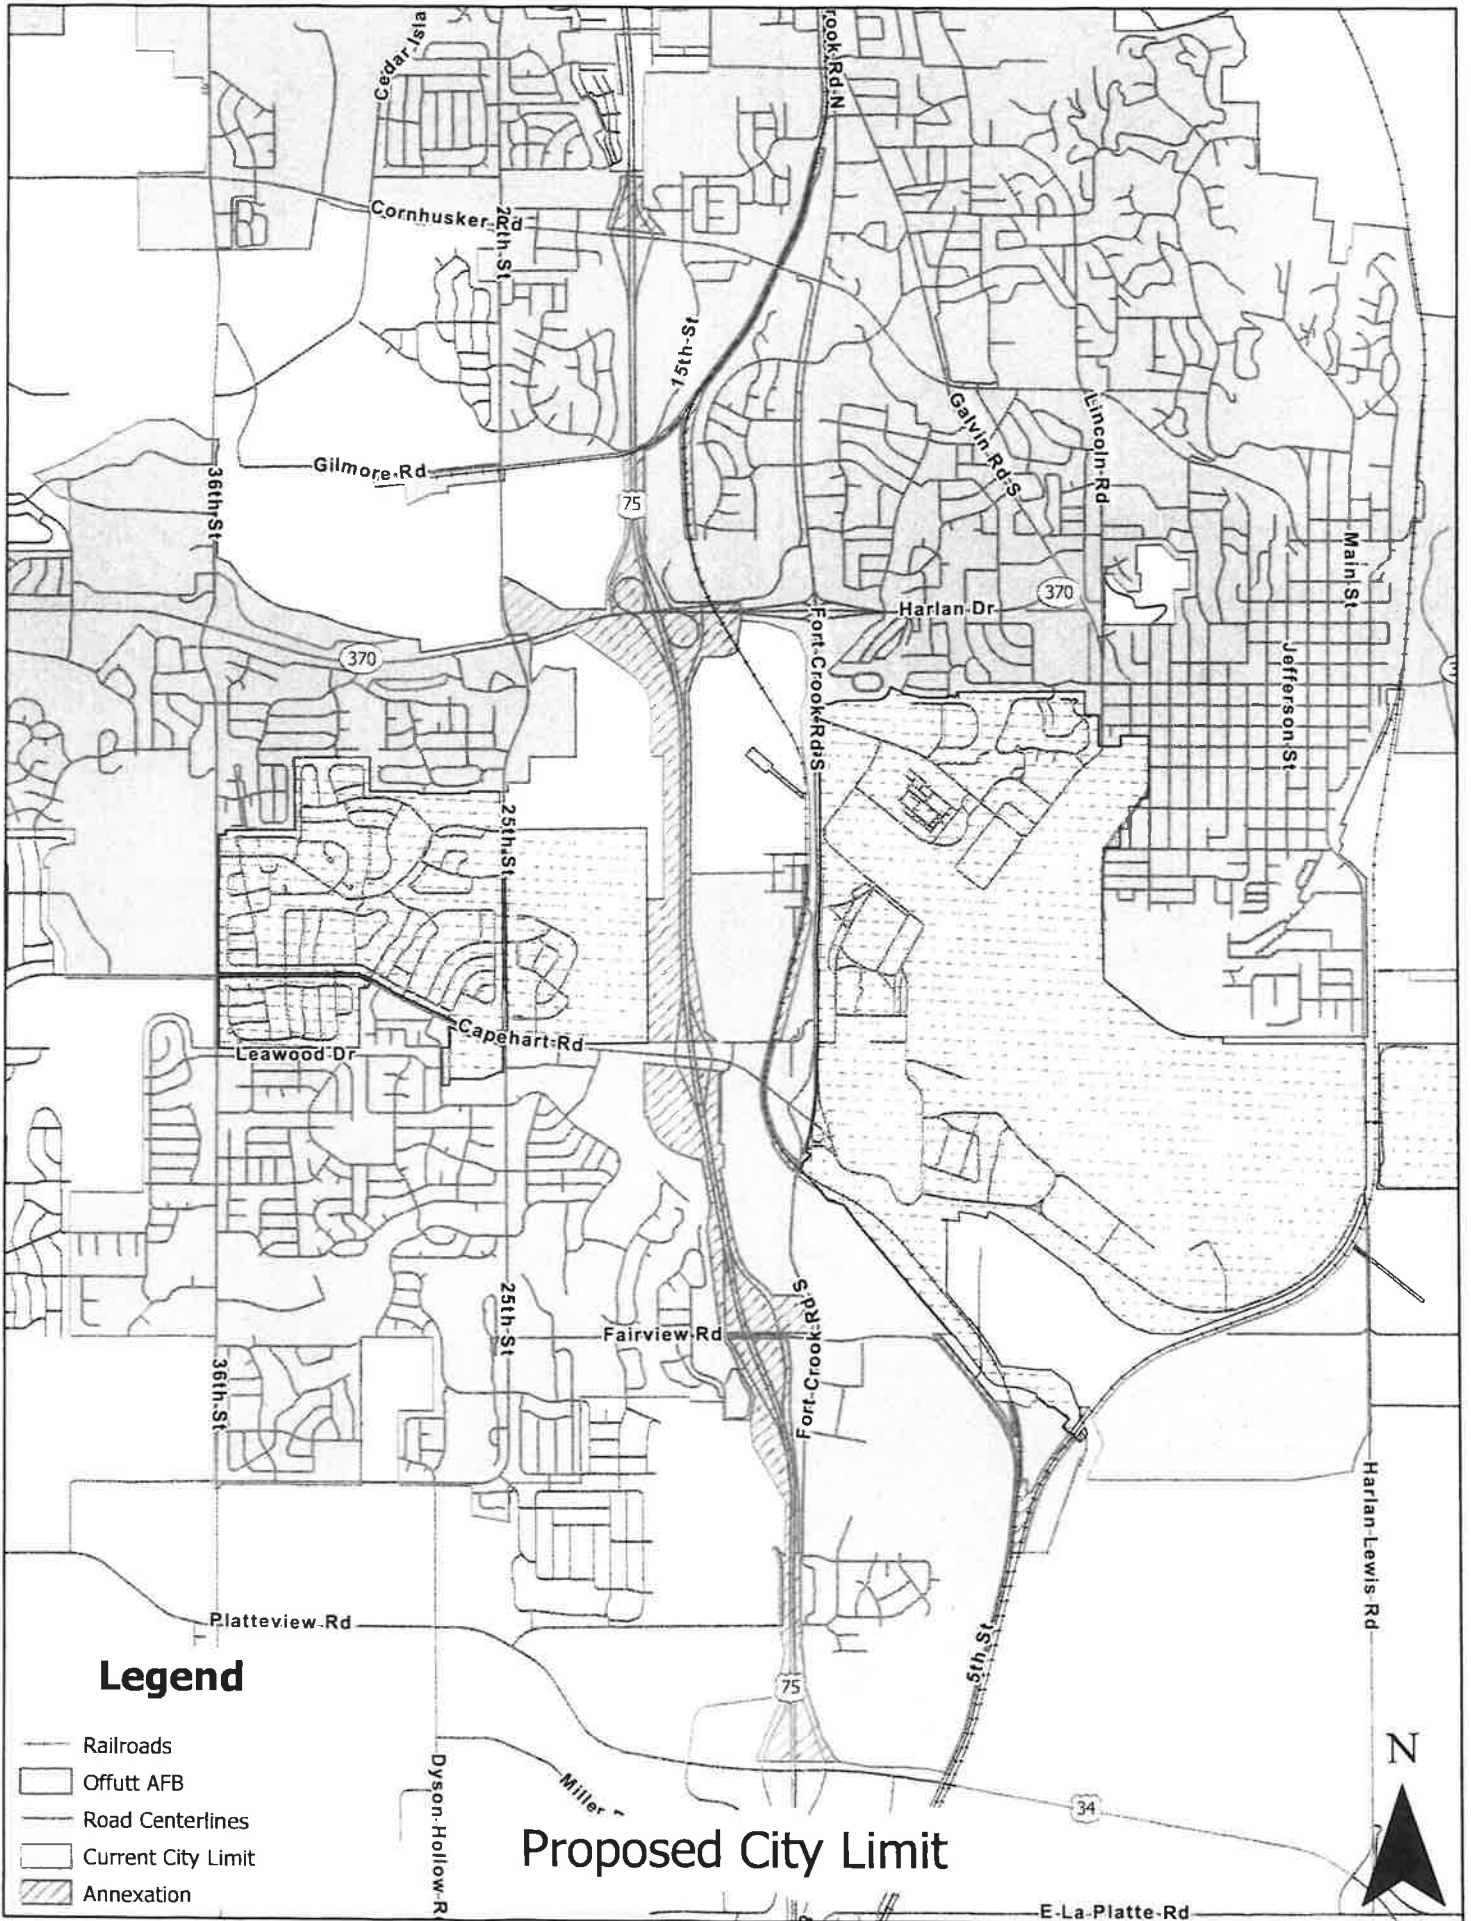 Cedar Isla
rook Rd N
Cornhusker Rd
25th St
15th St
Gilmore Rd
36th St
75
Galvin Rd S
Lincoln Rd
Main St
370
Harlan Dr
370
Fort Crook Rd S
Jefferson St
25th St
Capehart Rd
Leawood Dr
25th St
Fairview Rd
Fort Crook Rd S
36th St
Harlan Lewis Rd
Platteview Rd
5th St
75
Legend
Railroads
Offutt AFB
Road Centerlines
Current City Limit
Annexation
Dyson Hollow R
Miller
34
N
Proposed City Limit
E La Platte Rd